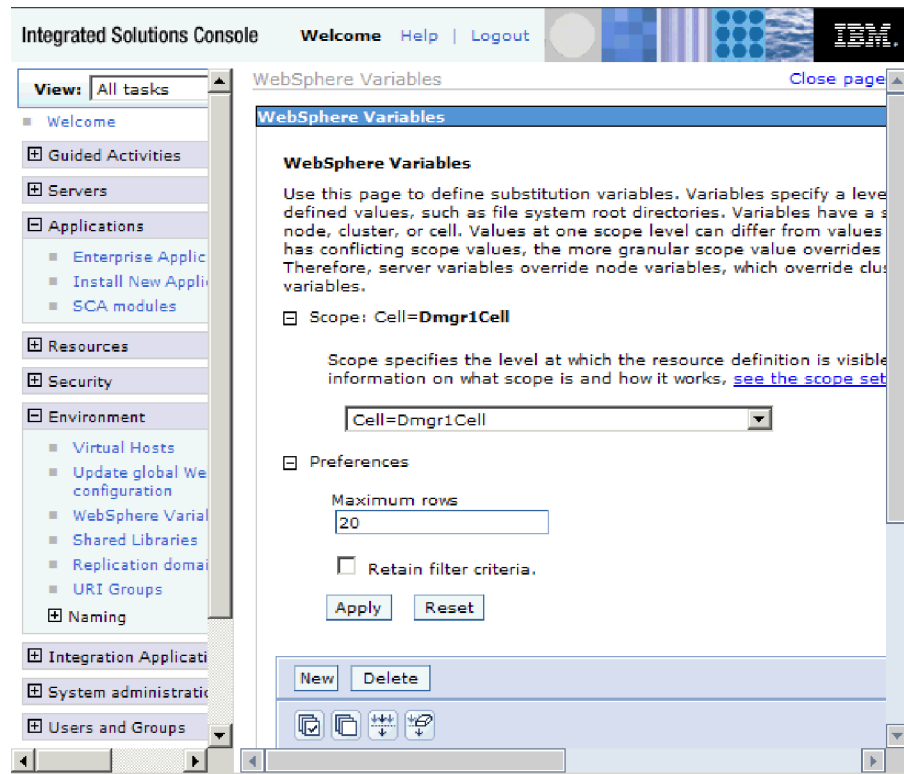 Integrated Solutions Console Welcome Help | Logout IBM.
View: All tasks
Welcome
Guided Activities
Servers
Applications
Enterprise Applic
Install New Appli
SCA modules
Resources
Security
Environment
Virtual Hosts
Update global We
configuration
WebSphere Varial
Shared Libraries
Replication domai
URI Groups
Naming
Integration Applicati
System administratio
Users and Groups
WebSphere Variables Close page
WebSphere Variables
WebSphere Variables
Use this page to define substitution variables. Variables specify a leve
defined values, such as file system root directories. Variables have a s
node, cluster, or cell. Values at one scope level can differ from values
has conflicting scope values, the more granular scope value overrides
Therefore, server variables override node variables, which override clu
variables.
Scope: Cell=Dmgr1Cell
Scope specifies the level at which the resource definition is visible
information on what scope is and how it works, see the scope set
Cell=Dmgr1Cell
Preferences
Maximum rows
20
Retain filter criteria.
Apply Reset
New Delete